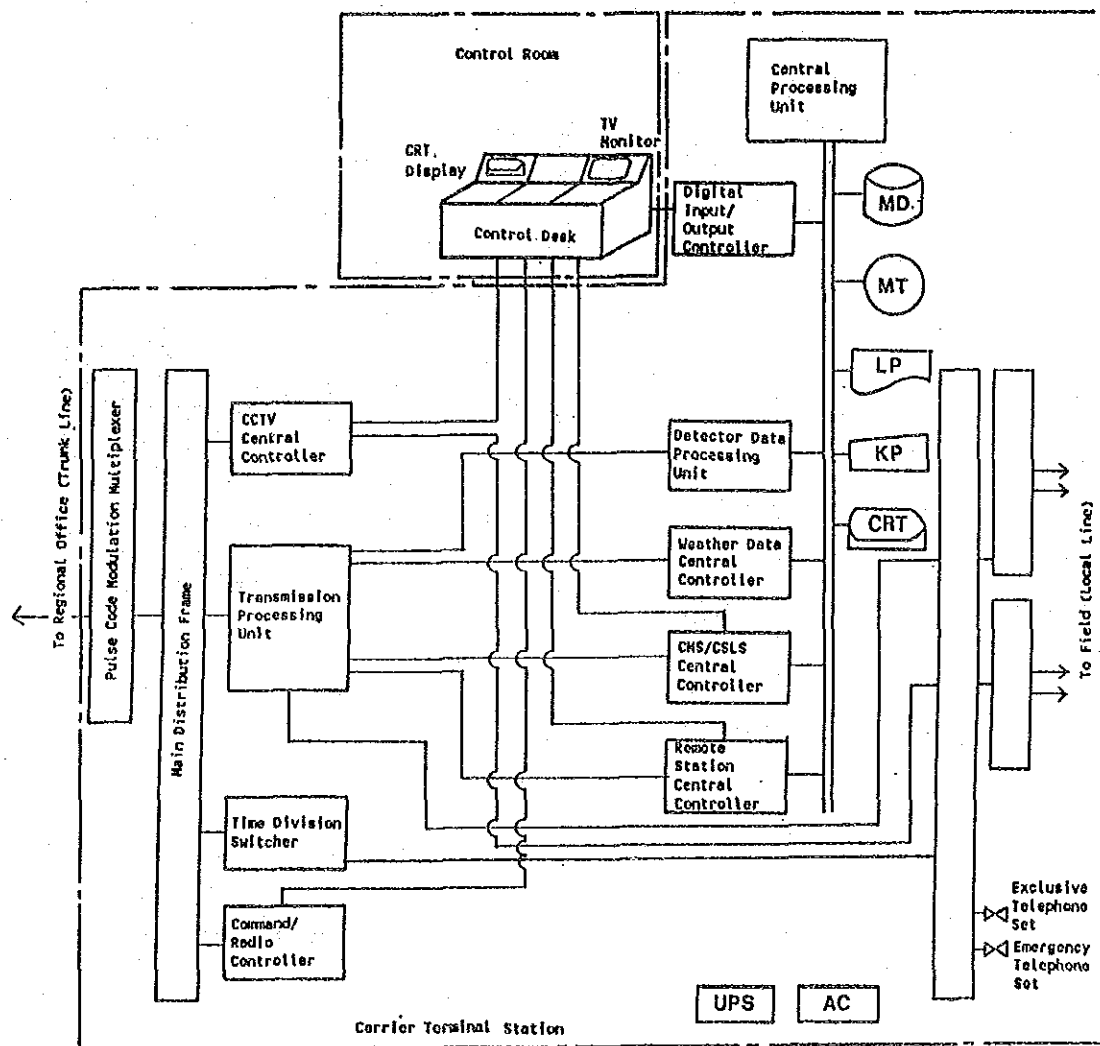 Control Room
Central
Processing
Unit
TV
Monitor
CRT.
Display
Control Desk
Digital
Input/
Output
Controller
MD.
MT
LP
KP
CRT
To Regional Office (Trunk Line)
Pulse Code Modulation Multiplexer
Main Distribution Frame
CCTV
Central
Controller
Detector Data
Processing
Unit
Transmission
Processing
Unit
Weather Data
Central
Controller
CMS/CSLS
Central
Controller
Remote
Station
Central
Controller
To Field (Local Line)
Time Division
Switcher
Command/
Radio
Controller
Exclusive
Telephone
Set
Emergency
Telephone
Set
UPS
AC
Carrier Terminal Station